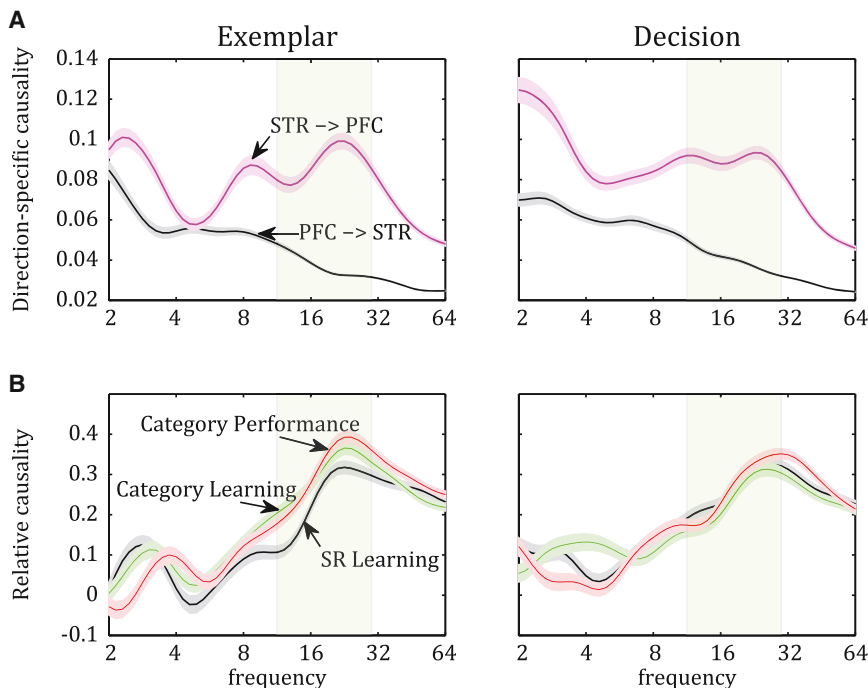 A
Exemplar
Decision
Direction-specific causality
0.14
0.12
0.1
0.08
0.06
0.04
0.02
STR –> PFC
PFC –> STR
2 4 8 16 32 64
2 4 8 16 32 64
B
Relative causality
0.4
0.3
0.2
0.1
0
-0.1
Category Performance
Category Learning
SR Learning
2 4 8 16 32 64
2 4 8 16 32 64
frequency
frequency